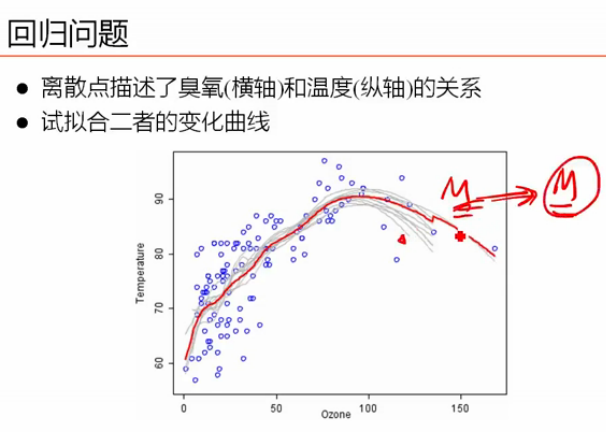 回归问题
● 离散点描述了臭氧(横轴)和温度(纵轴)的关系
● 试拟合二者的变化曲线
M M
90
80
70
60
Temperature
0 50 100 150
Ozone